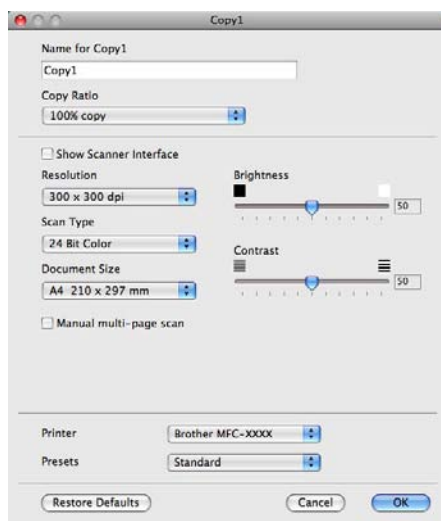 Copy1
Name for Copy1
Copy1
Copy Ratio
100% copy
Show Scanner Interface
Resolution
300 x 300 dpi
Scan Type
24 Bit Color
Document Size
A4 210 x 297 mm
Manual multi-page scan
Brightness
50
Contrast
50
Printer
Brother MFC-XXXX
Presets
Standard
Restore Defaults
Cancel
OK